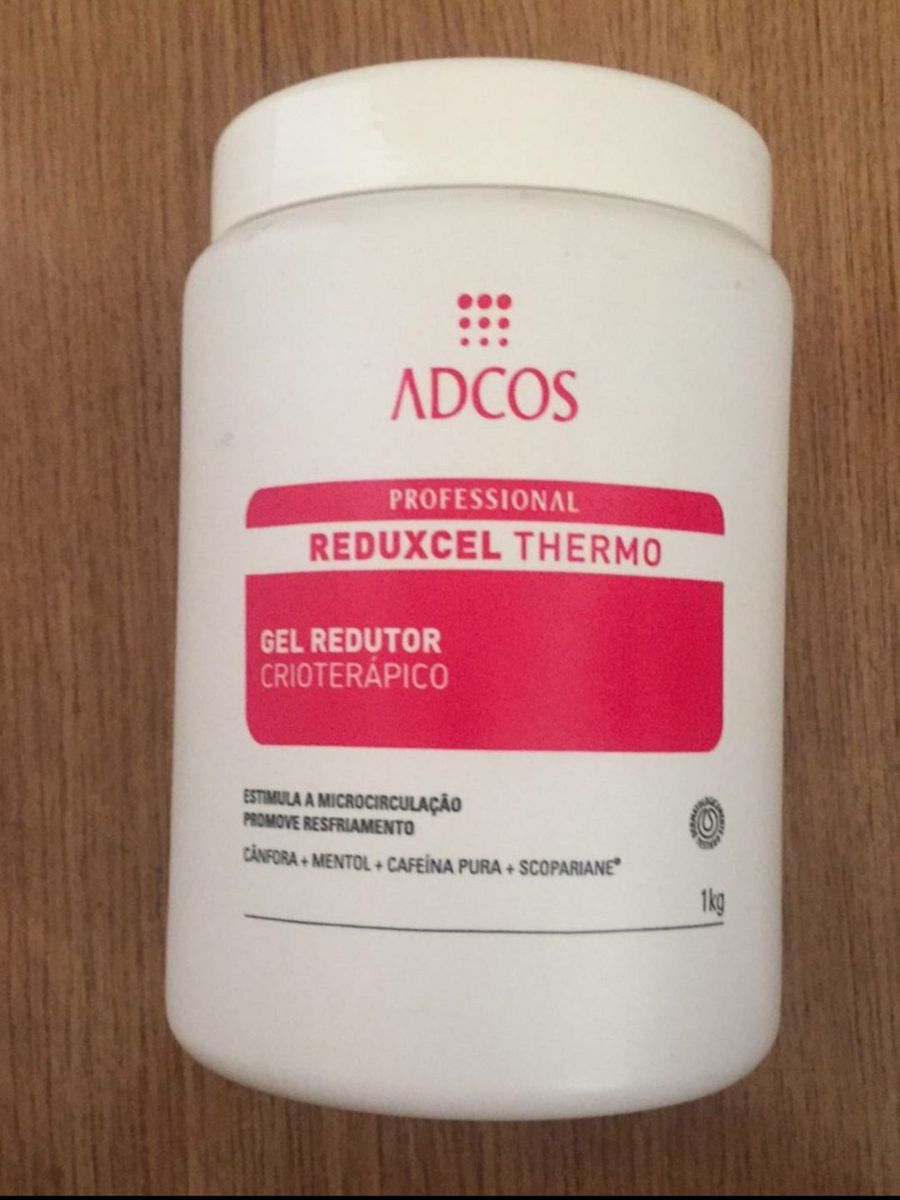 ADCOS
PROFESSIONAL
REDUXCEL THERMO
GEL REDUTOR
CRIOTERÁPICO
ESTIMULA A MICROCIRCULAÇÃO
PROMOVE RESFRIAMENTO
CÂNFORA + MENTOL + CAFEÍNA PURA + SCOPARIANE®
1kg